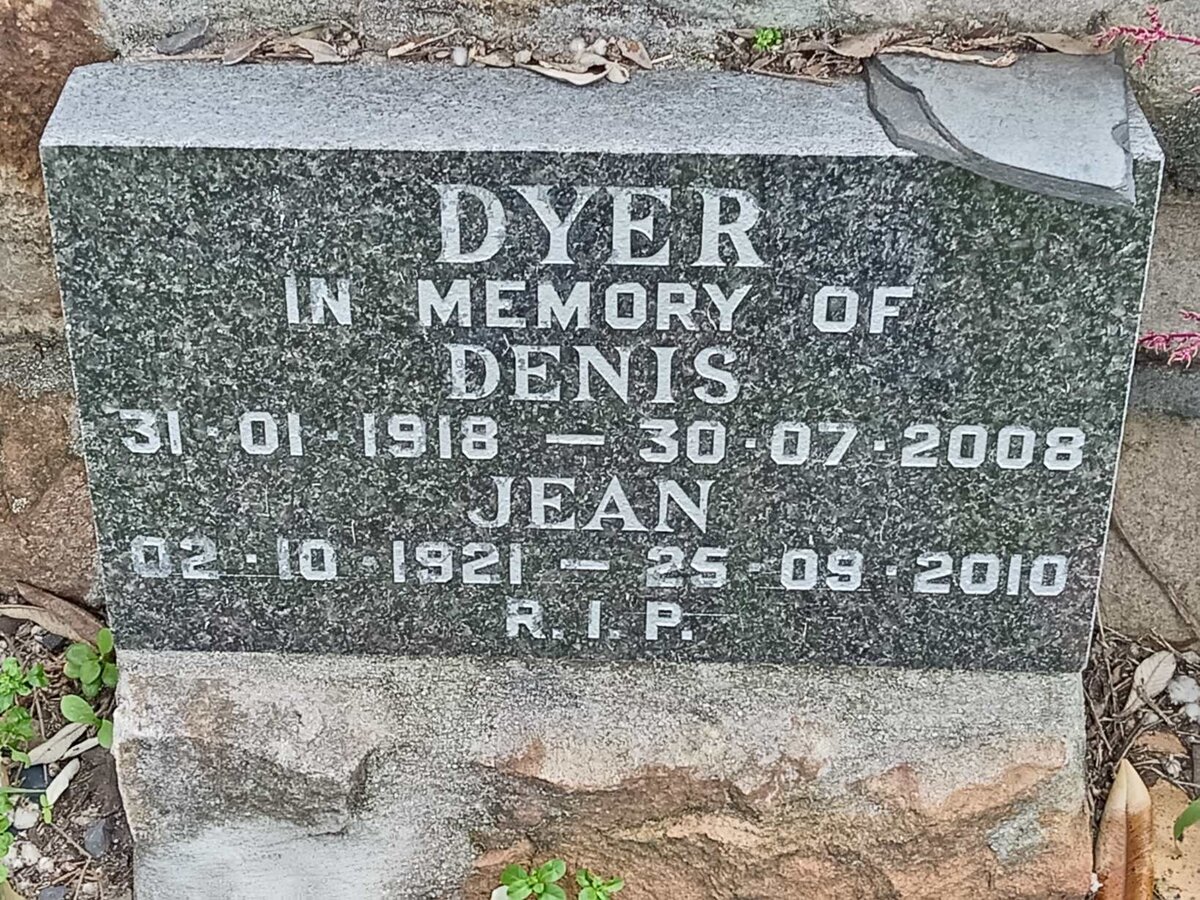 DYER
IN MEMORY OF
DENIS
31·01·1918 – 30·07·2008
JEAN
02·10·1921 – 25·09·2010
R. I. P.